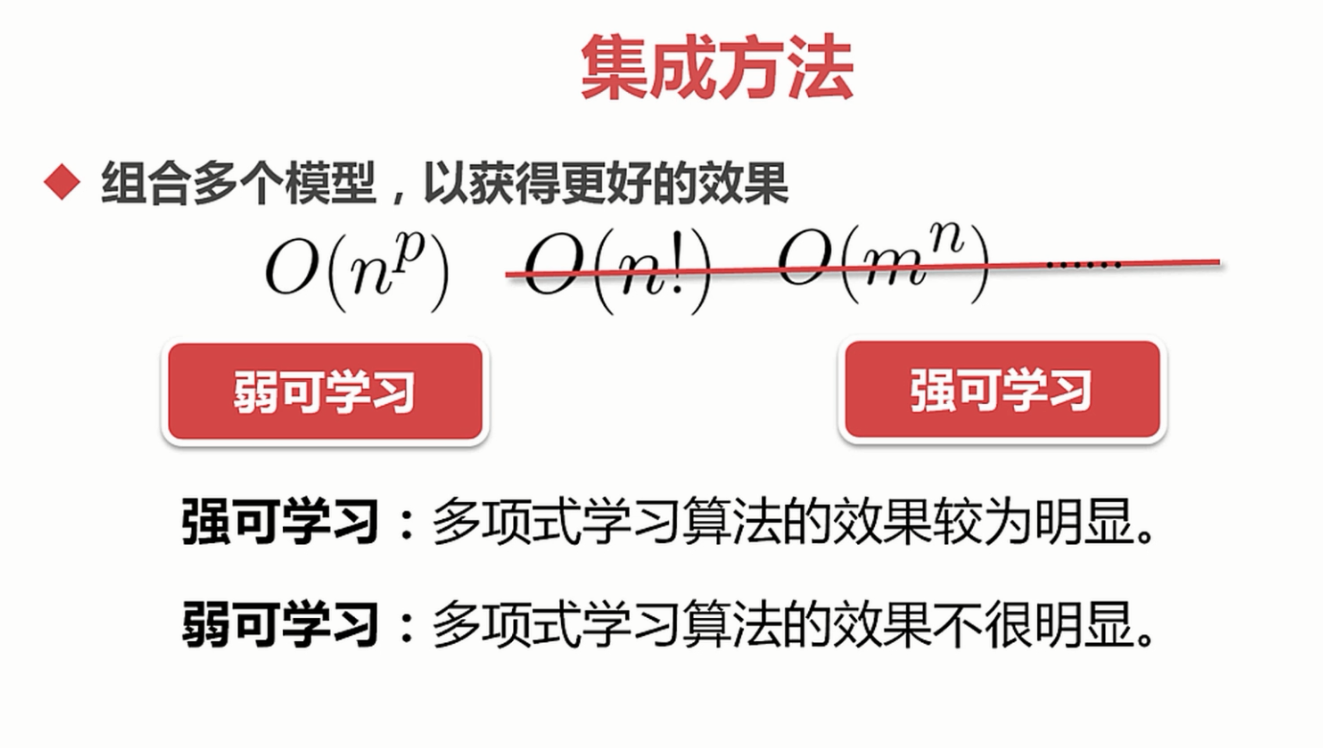 集成方法
组合多个模型，以获得更好的效果
O(n^p) O(n!) O(m^n) ......
弱可学习 强可学习
强可学习：多项式学习算法的效果较为明显。
弱可学习：多项式学习算法的效果不很明显。